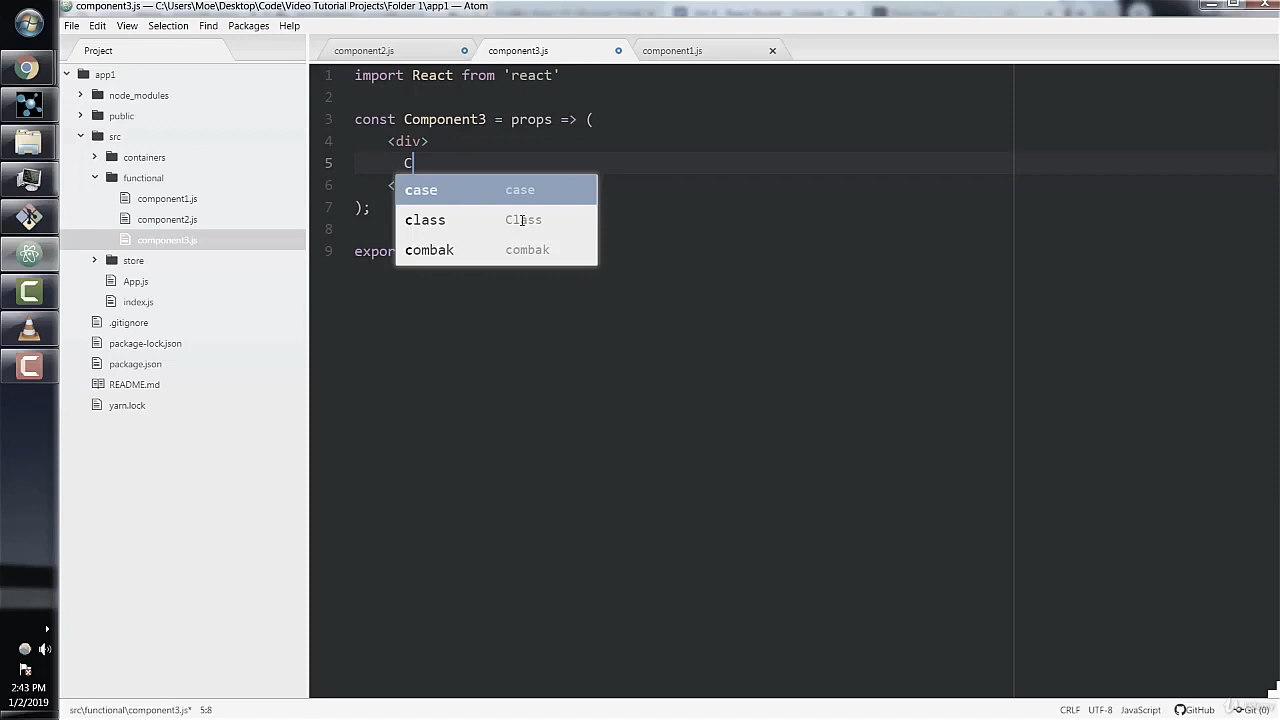 component3.js — C:\Users\Moe\Desktop\Code\Video Tutorial Projects\Folder 1\app1 — Atom
File Edit View Selection Find Packages Help
Project
component2.js component3.js component1.js
app1
node_modules
public
src
containers
functional
component1.js
component2.js
component3.js
store
App.js
index.js
.gitignore
package-lock.json
package.json
README.md
yarn.lock
1 import React from 'react'
2
3 const Component3 = props => (
4 <div>
5 C
6 <
7 );
8
9 expor
case case
class Class
combak combak
2:43 PM
1/2/2019
src\functional\component3.js* 5:8
CRLF UTF-8 JavaScript GitHub Git (0)